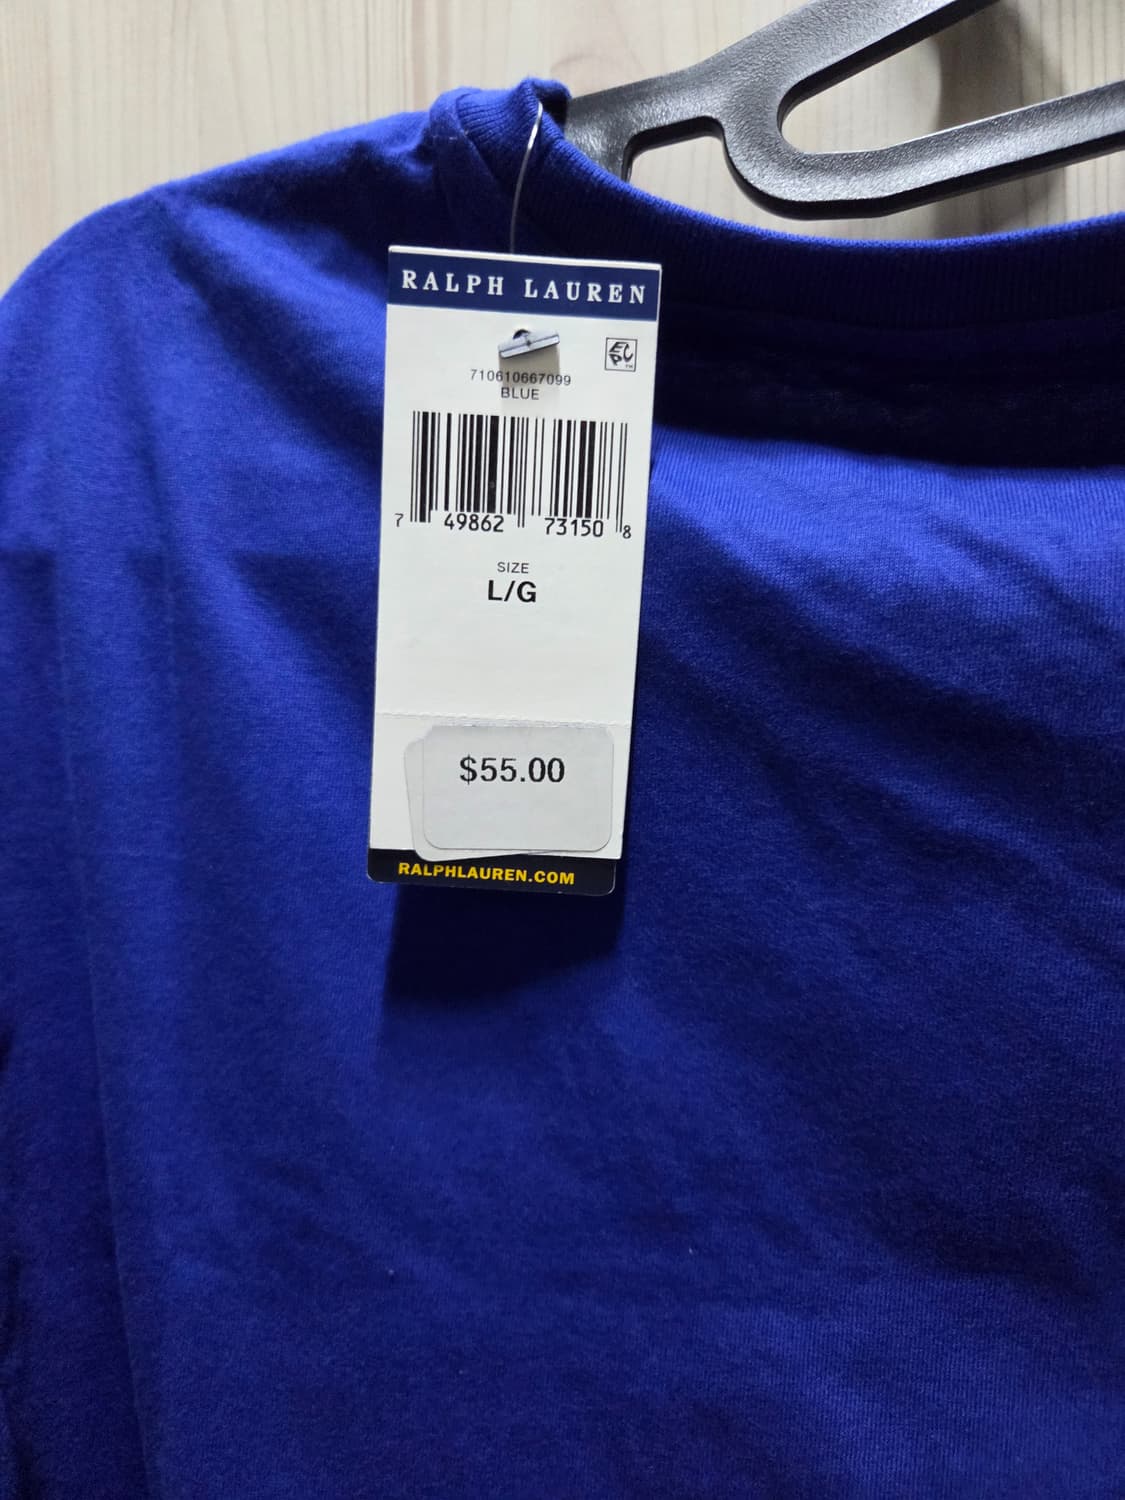 RALPH LAUREN
710610667099
BLUE
7 49862 73150 8
SIZE
L/G
$55.00
RALPHLAUREN.COM